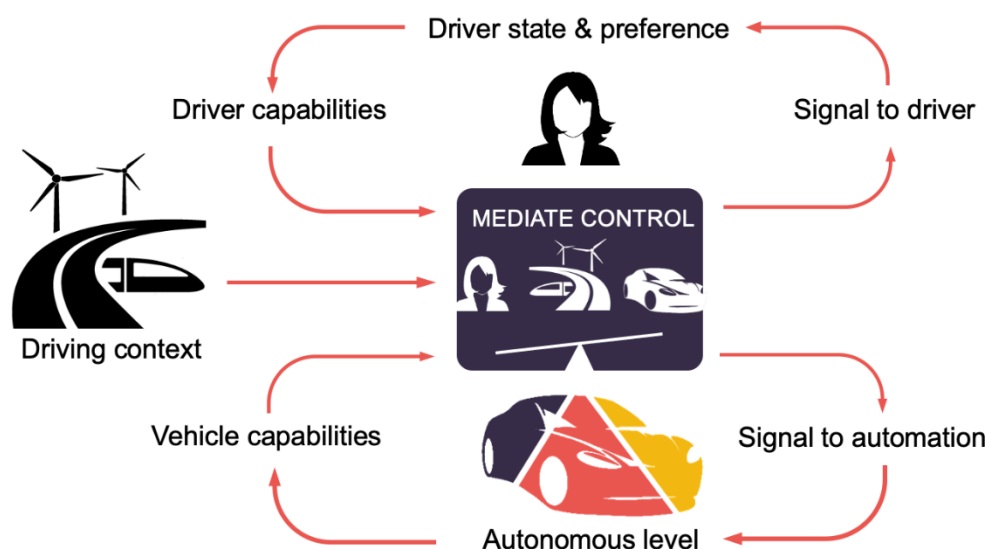 Driver state & preference
Driver capabilities
Signal to driver
MEDIATE CONTROL
Driving context
Vehicle capabilities
Signal to automation
Autonomous level